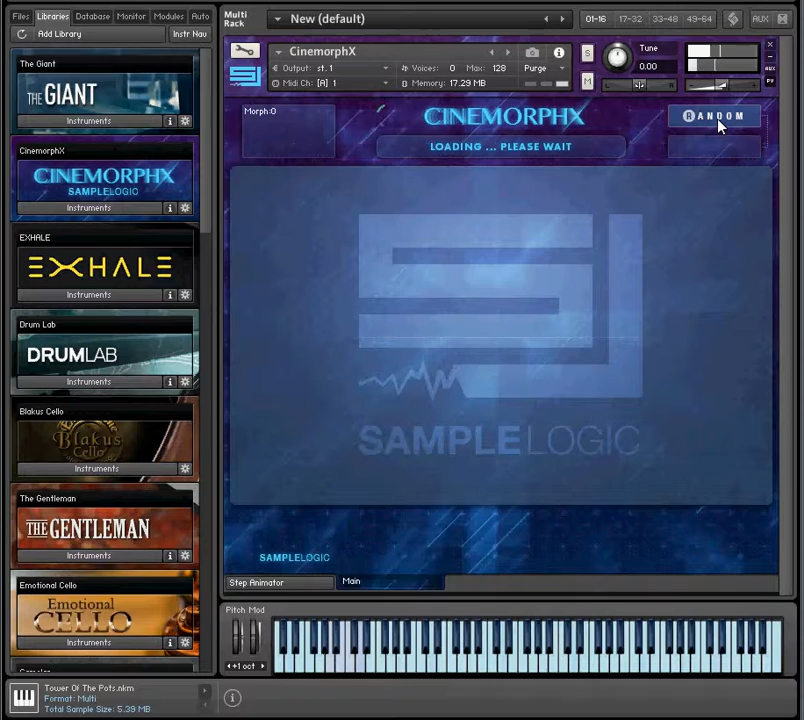 Files Libraries Database Monitor Modules Auto
Add Library Instr Nav
The Giant
THE GIANT
Instruments i
CinemorphX
CINEMORPHX
SAMPLELOGIC
Instruments i
EXHALE
EXHALE
Instruments i
Drum Lab
DRUMLAB
Instruments i
Blakus Cello
Blakus
Cello
Instruments
The Gentleman
THE GENTLEMAN
Instruments i
Emotional Cello
Emotional
CELLO
Instruments i
Tower Of The Pots.nkm
Format: Multi
Total Sample Size: 5.39 MB
Multi
Rack
New (default)
01-16 17-32 33-48 49-64 AUX
CinemorphX
Output: st. 1 Voices: 0 Max: 128 Purge
Midi Ch: [A] 1 Memory: 17.29 MB
S
M
Tune
0.00
AUX
PV
Morph:0
CINEMORPHX
RANDOM
LOADING ... PLEASE WAIT
SAMPLELOGIC
SAMPLELOGIC
Step Animator Main
Pitch Mod
+1 oct
i